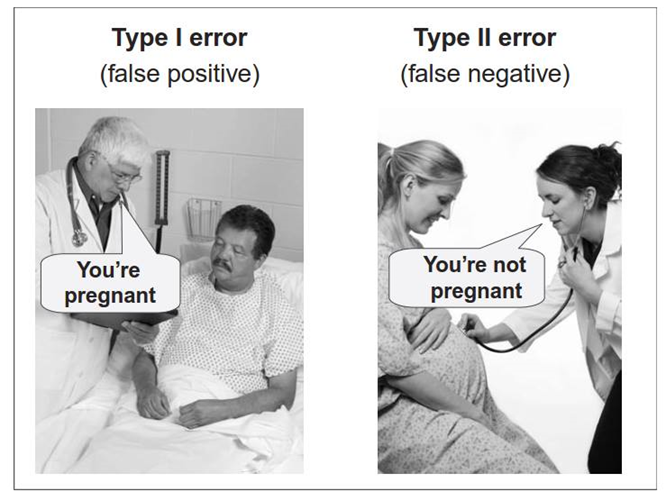 Type I error
(false positive)
You're
pregnant
Type II error
(false negative)
You're not
pregnant